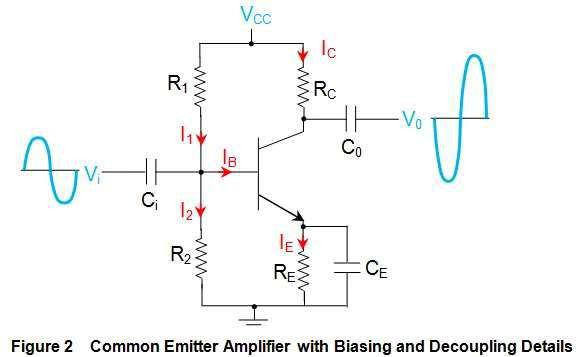 VCC
IC
R1
RC
I1
V0
C0
IB
Vi
Ci
I2
IE
R2
RE
CE
Figure 2 Common Emitter Amplifier with Biasing and Decoupling Details